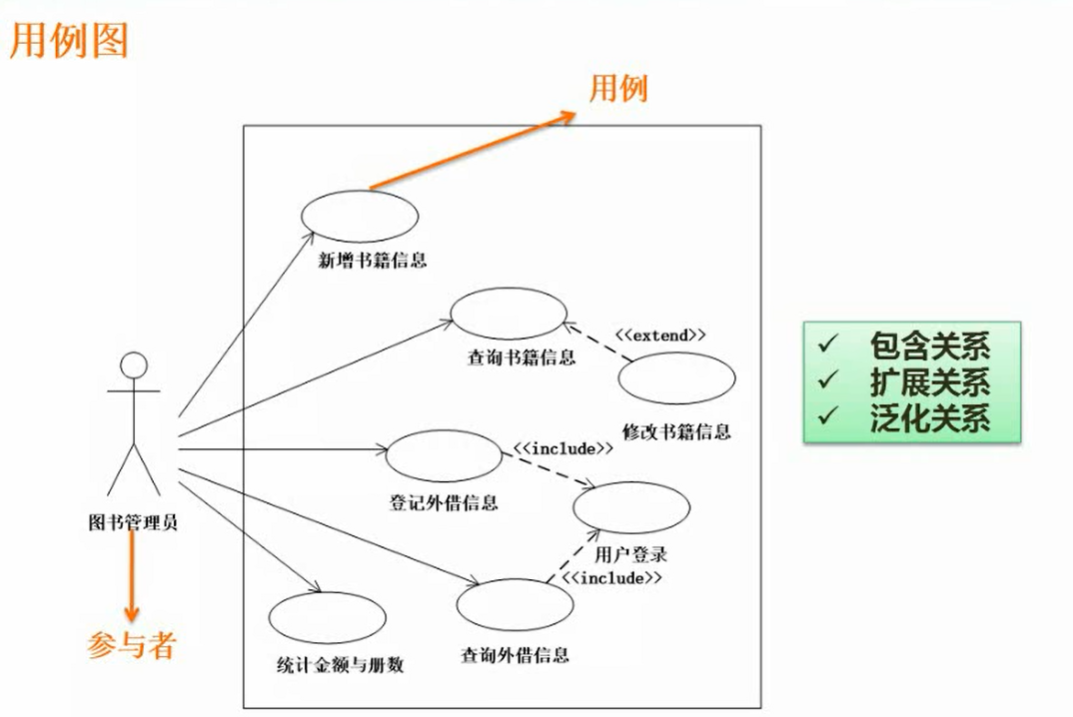 用例图
用例
新增书籍信息
<<extend>>
查询书籍信息
包含关系
扩展关系
泛化关系
修改书籍信息
<<include>>
登记外借信息
图书管理员
用户登录
<<include>>
参与者
统计金额与册数
查询外借信息